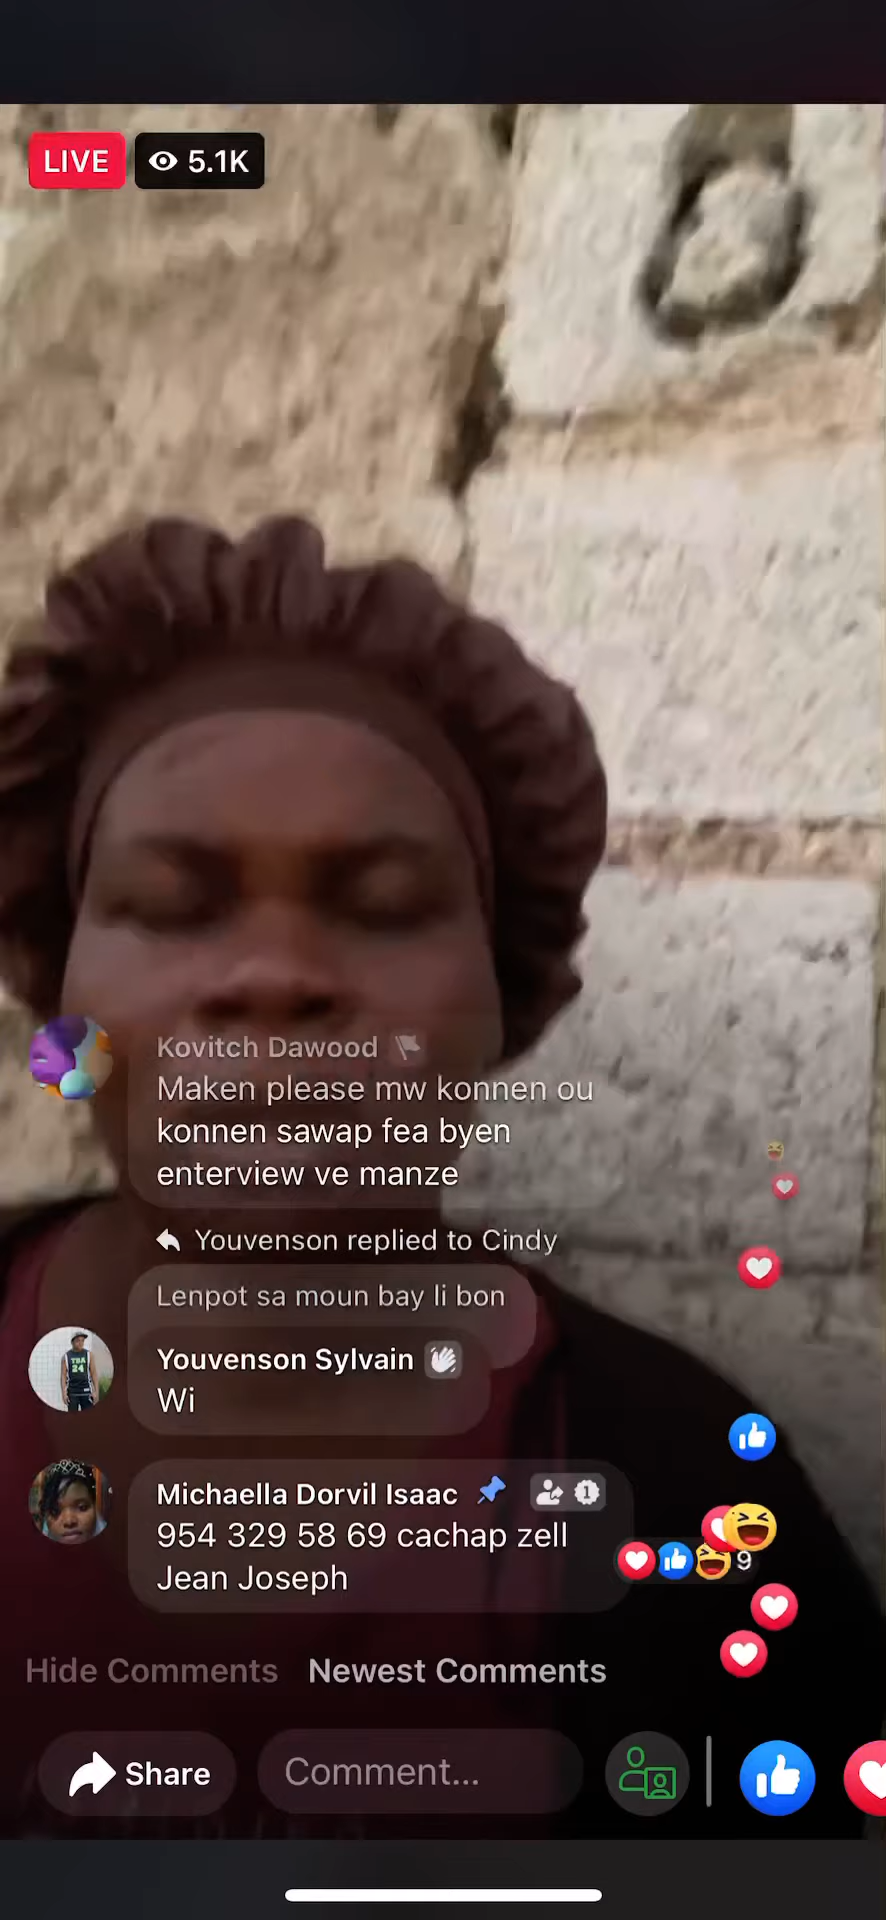 LIVE 5.1K
Kovitch Dawood
Maken please mw konnen ou
konnen sawap fea byen
enterview ve manze
Youvenson replied to Cindy
Lenpot sa moun bay li bon
Youvenson Sylvain
Wi
Michaella Dorvil Isaac 1
954 329 58 69 cachap zell
Jean Joseph
9
Hide Comments Newest Comments
Share Comment...